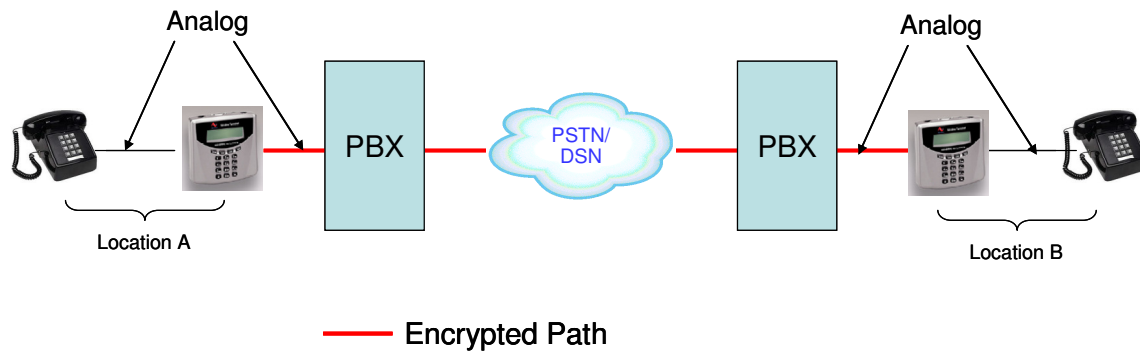 Analog
Analog
PBX
PSTN/
DSN
PBX
Location A
Location B
Encrypted Path